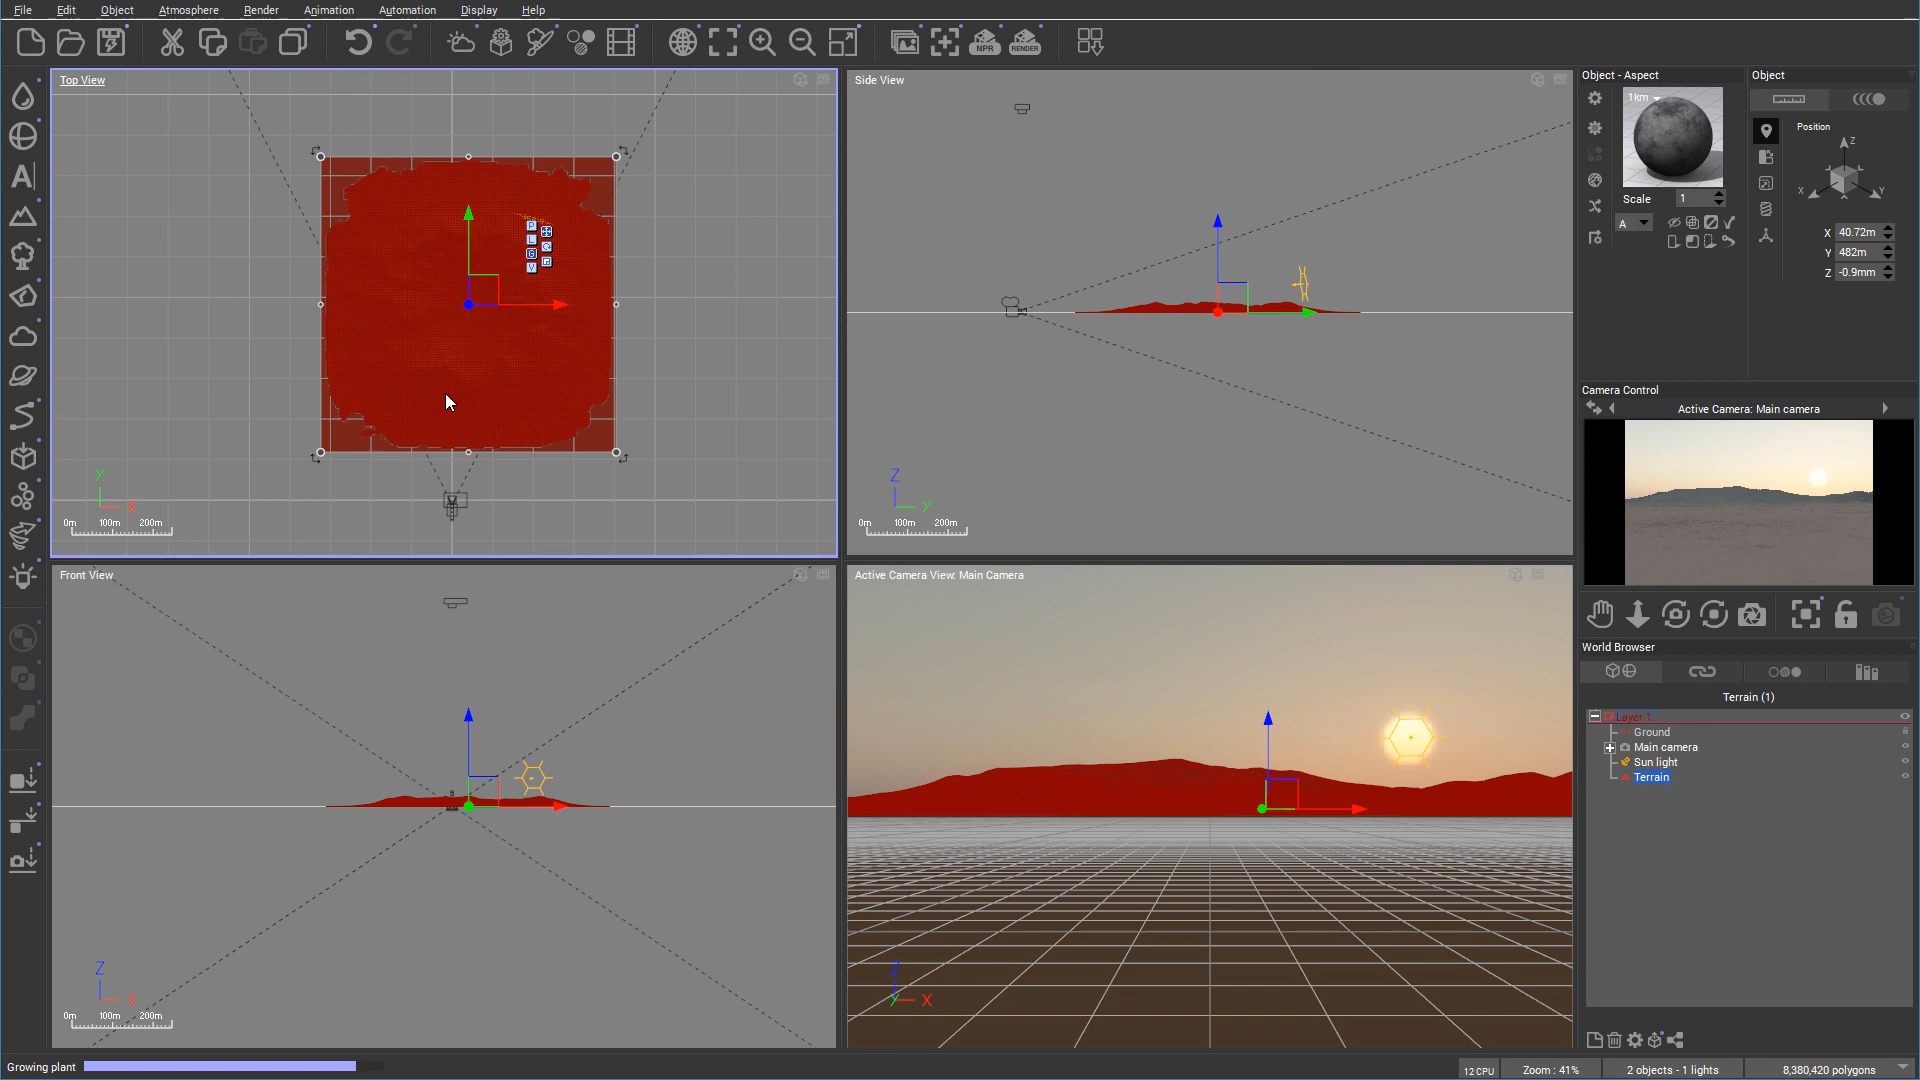 File Edit Object Atmosphere Render Animation Automation Display Help
NPR RENDER
Top View
P
L
G
V
Y
X
0m 100m 200m
Side View
Z
Y
0m 100m 200m
Front View
Z
X
0m 100m 200m
Active Camera View: Main Camera
Z
Y X
Object - Aspect
1km
Scale 1
A
Object
Position
Z
X Y
X 40.72m
Y 482m
Z -0.9mm
Camera Control
Active Camera: Main camera
World Browser
Terrain (1)
Layer 1
Ground
Main camera
Sun light
Terrain
Growing plant
12 CPU Zoom : 41% 2 objects - 1 lights 8,380,420 polygons